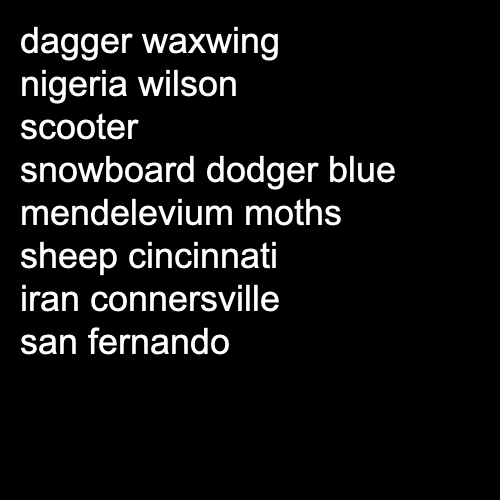 dagger waxwing
nigeria wilson
scooter
snowboard dodger blue
mendelevium moths
sheep cincinnati
iran connersville
san fernando